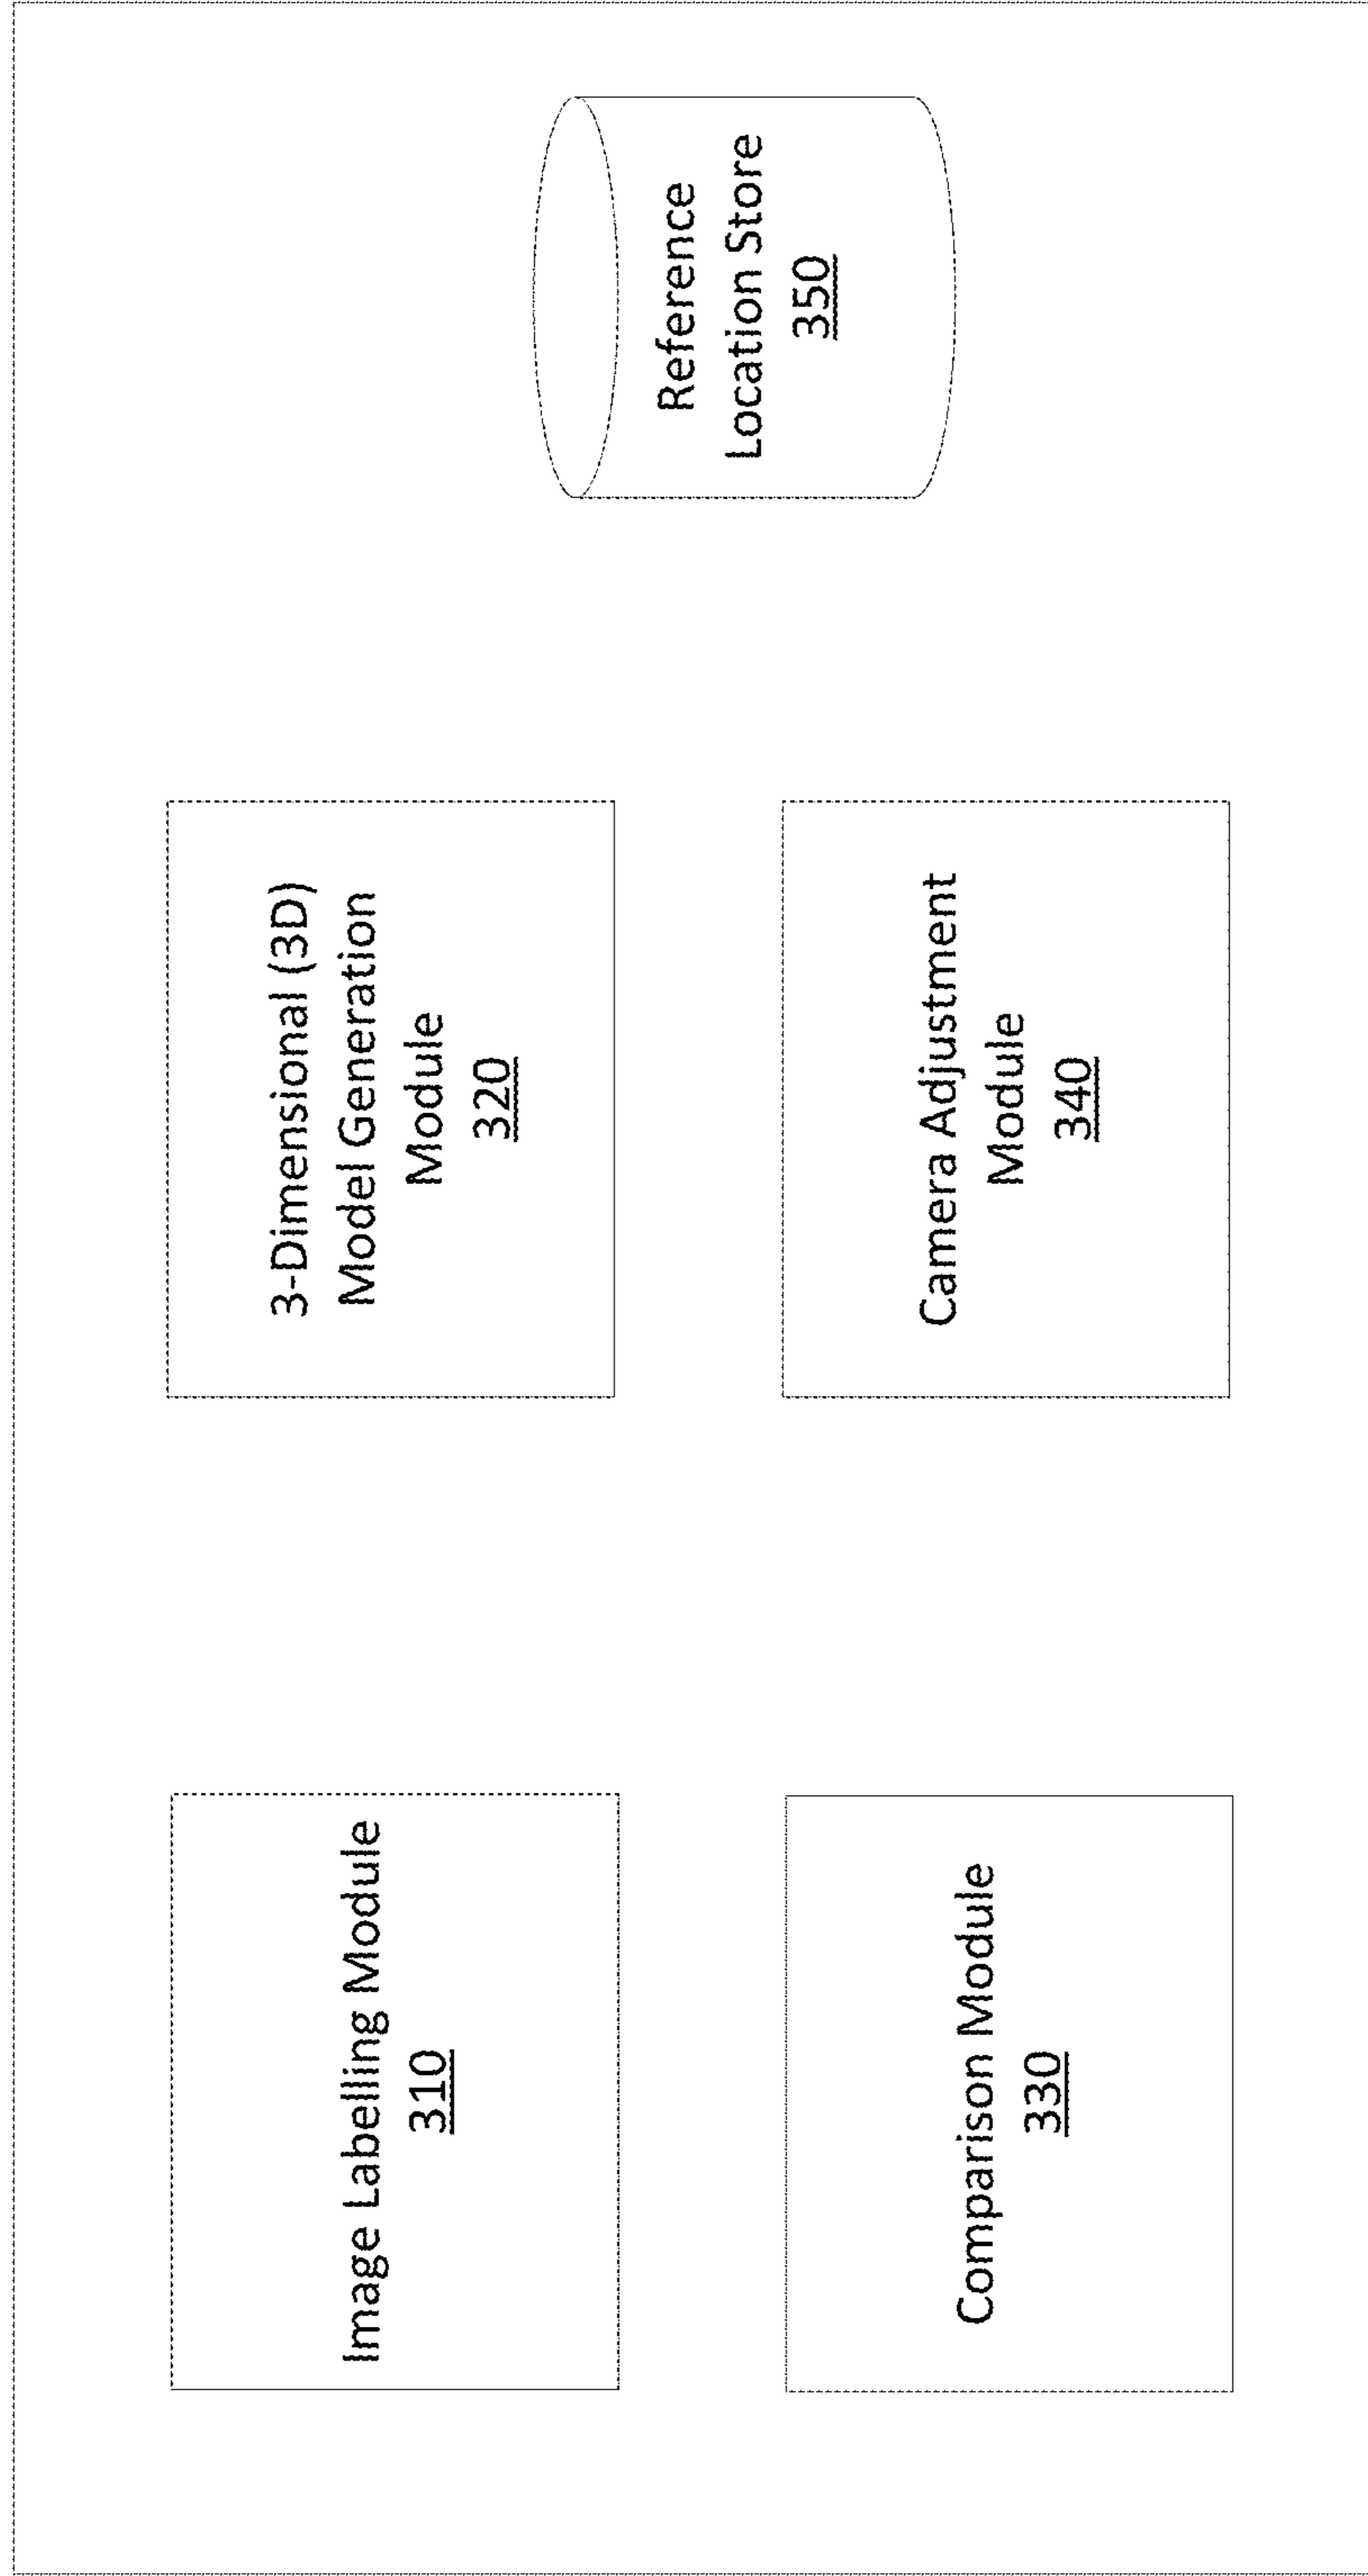 Image Labelling Module
310
3-Dimensional (3D)
Model Generation
Module
320
Comparison Module
330
Camera Adjustment
Module
340
Reference
Location Store
350